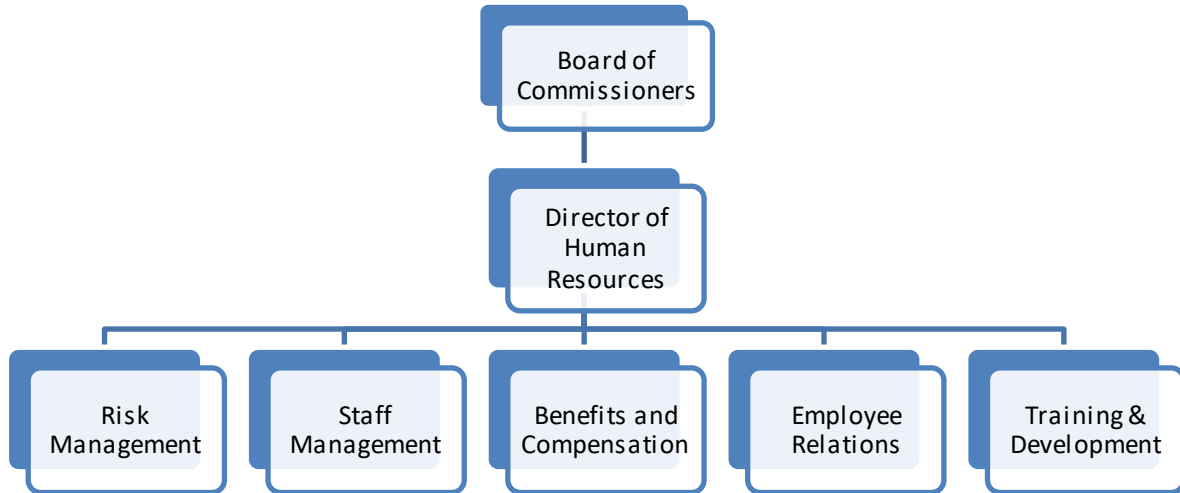 Board of
Commissioners
Director of
Human
Resources
Risk
Management
Staff
Management
Benefits and
Compensation
Employee
Relations
Training &
Development